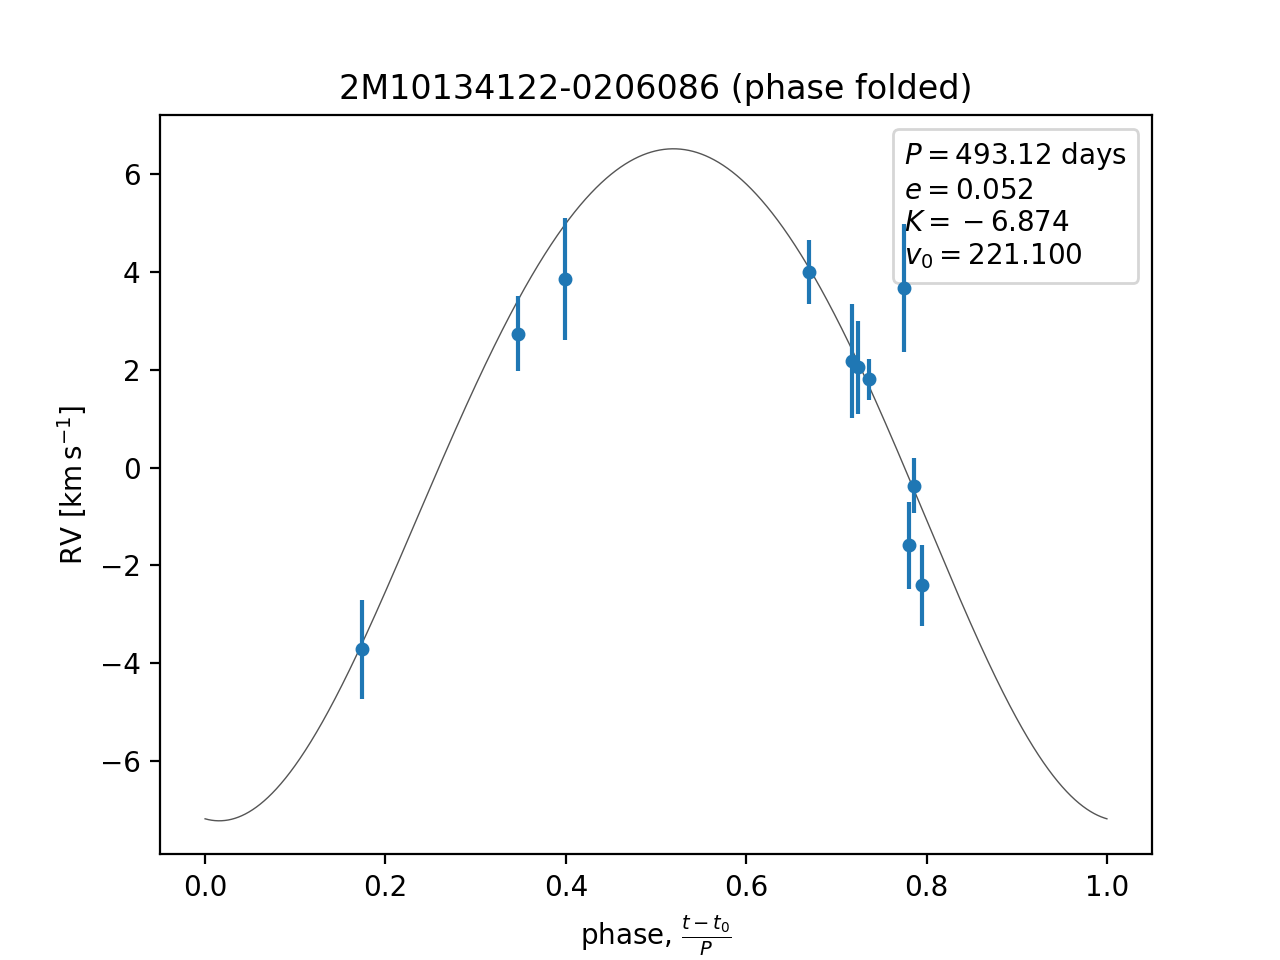 2M10134122-0206086 (phase folded)
P = 493.12 days
e = 0.052
K = −6.874
v₀ = 221.100
6
4
2
0
−2
−4
−6
RV [km s⁻¹]
0.0 0.2 0.4 0.6 0.8 1.0
phase, (t − t₀)/P